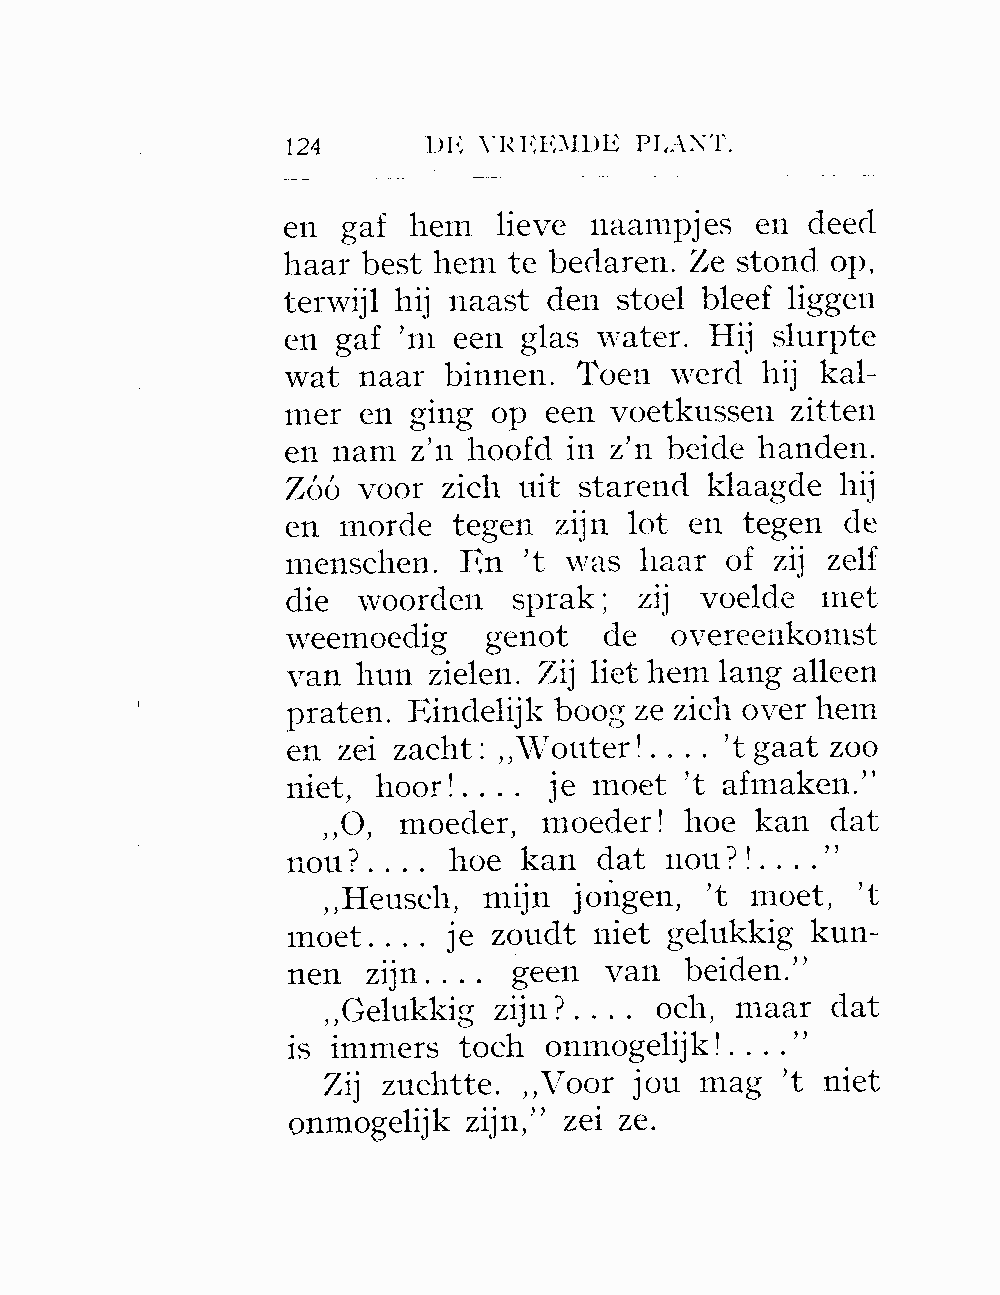 124 DE VREEMDE PLANT.
en gaf hem lieve naampjes en deed
haar best hem te bedaren. Ze stond op,
terwijl hij naast den stoel bleef liggen
en gaf ’m een glas water. Hij slurpte
wat naar binnen. Toen werd hij kal-
mer en ging op een voetkussen zitten
en nam z’n hoofd in z’n beide handen.
Zóó voor zich uit starend klaagde hij
en morde tegen zijn lot en tegen de
menschen. En ’t was haar of zij zelf
die woorden sprak; zij voelde met
weemoedig genot de overeenkomst
van hun zielen. Zij liet hem lang alleen
praten. Eindelijk boog ze zich over hem
en zei zacht: ,,Wouter!.... ’t gaat zoo
niet, hoor!.... je moet ’t afmaken.”
,,O, moeder, moeder! hoe kan dat
nou?.... hoe kan dat nou?!....”
,,Heusch, mijn jongen, ’t moet, ’t
moet.... je zoudt niet gelukkig kun-
nen zijn.... geen van beiden.”
,,Gelukkig zijn?.... och, maar dat
is immers toch onmogelijk!....”
Zij zuchtte. ,,Voor jou mag ’t niet
onmogelijk zijn,” zei ze.